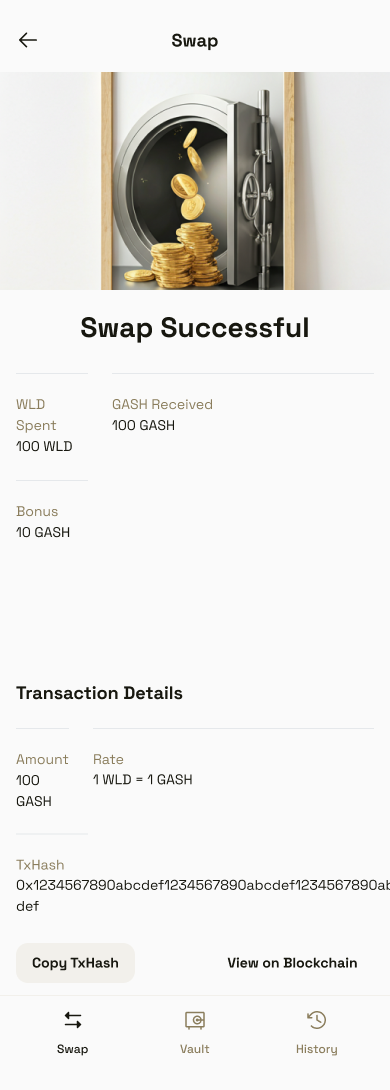 Swap
Swap Successful
WLD
Spent
100 WLD
GASH Received
100 GASH
Bonus
10 GASH
Transaction Details
Amount
100
GASH
Rate
1 WLD = 1 GASH
TxHash
0x1234567890abcdef1234567890abcdef1234567890ab
def
Copy TxHash
View on Blockchain
Swap
Vault
History